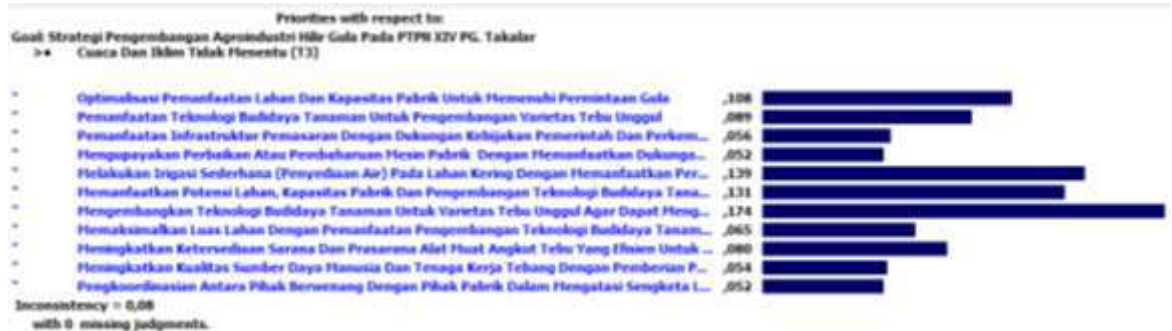 Priorities with respect to:
Goal: Strategi Pengembangan Agroindustri Hilir Gula Pada PTPN XIV PG. Takalar
>• Cuaca Dan Iklim Tidak Menentu (T3)
Optimalisasi Pemanfaatan Lahan Dan Kapasitas Pabrik Untuk Memenuhi Permintaan Gula ,108
Pemanfaatan Teknologi Budidaya Tanaman Untuk Pengembangan Varietas Tebu Unggul ,089
Pemanfaatan Infrastruktur Pemasaran Dengan Dukungan Kebijakan Pemerintah Dan Perkem... ,056
Mengupayakan Perbaikan Atau Pembaharuan Mesin Pabrik Dengan Memanfaatkan Dukunga... ,052
Melakukan Irigasi Sederhana (Penyediaan Air) Pada Lahan Kering Dengan Memanfaatkan Per... ,139
Memanfaatkan Potensi Lahan, Kapasitas Pabrik Dan Pengembangan Teknologi Budidaya Tana... ,131
Mengembangkan Teknologi Budidaya Tanaman Untuk Varietas Tebu Unggul Agar Dapat Meng... ,174
Memaksimalkan Luas Lahan Dengan Pemanfaatan Pengembangan Teknologi Budidaya Tanam... ,065
Meningkatkan Ketersediaan Sarana Dan Prasarana Alat Muat Angkut Tebu Yang Efisien Untuk ... ,080
Meningkatkan Kualitas Sumber Daya Manusia Dan Tenaga Kerja Tebang Dengan Pemberian P... ,054
Pengkoordinasian Antara Pihak Berwenang Dengan Pihak Pabrik Dalam Mengatasi Sengketa L... ,052
Inconsistency = 0,08
with 0 missing judgments.